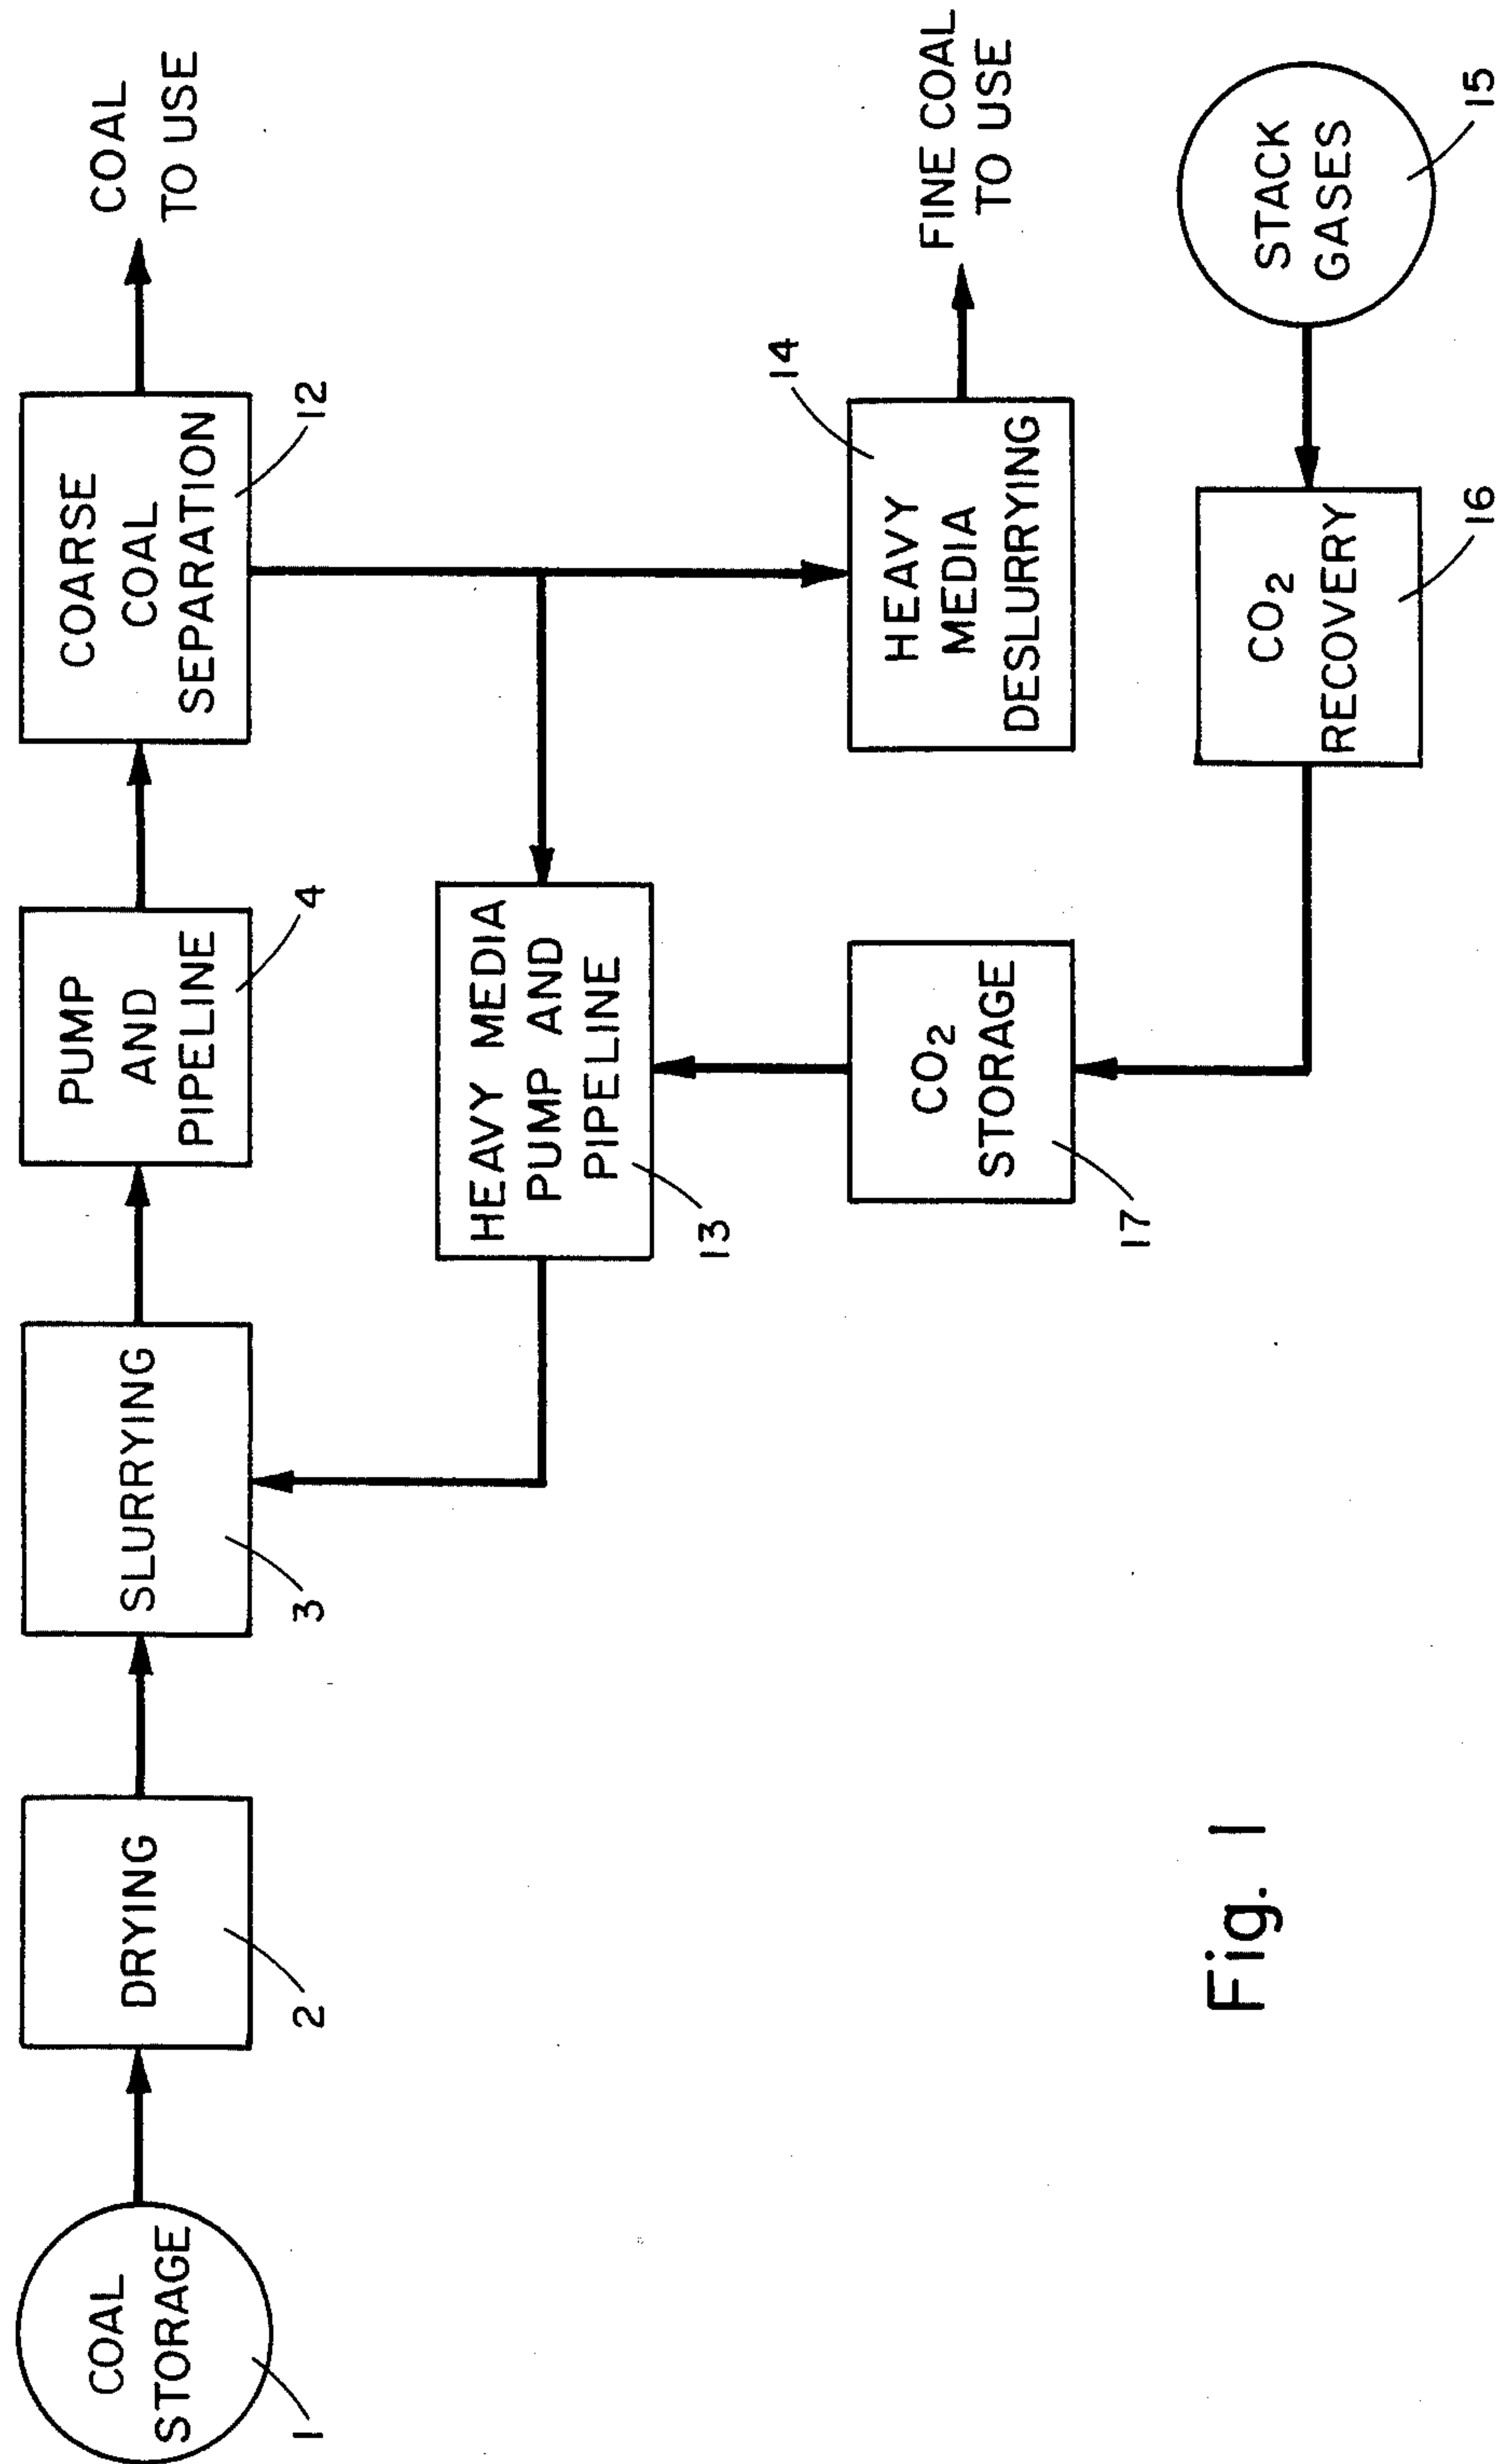 COAL
STORAGE
1
DRYING
2
SLURRYING
3
PUMP
AND
PIPELINE
4
COARSE
COAL
SEPARATION
12
COAL
TO USE
HEAVY MEDIA
PUMP AND
PIPELINE
13
HEAVY
MEDIA
DESLURRYING
14
FINE COAL
TO USE
CO2
STORAGE
17
CO2
RECOVERY
16
STACK
GASES
15
Fig. 1